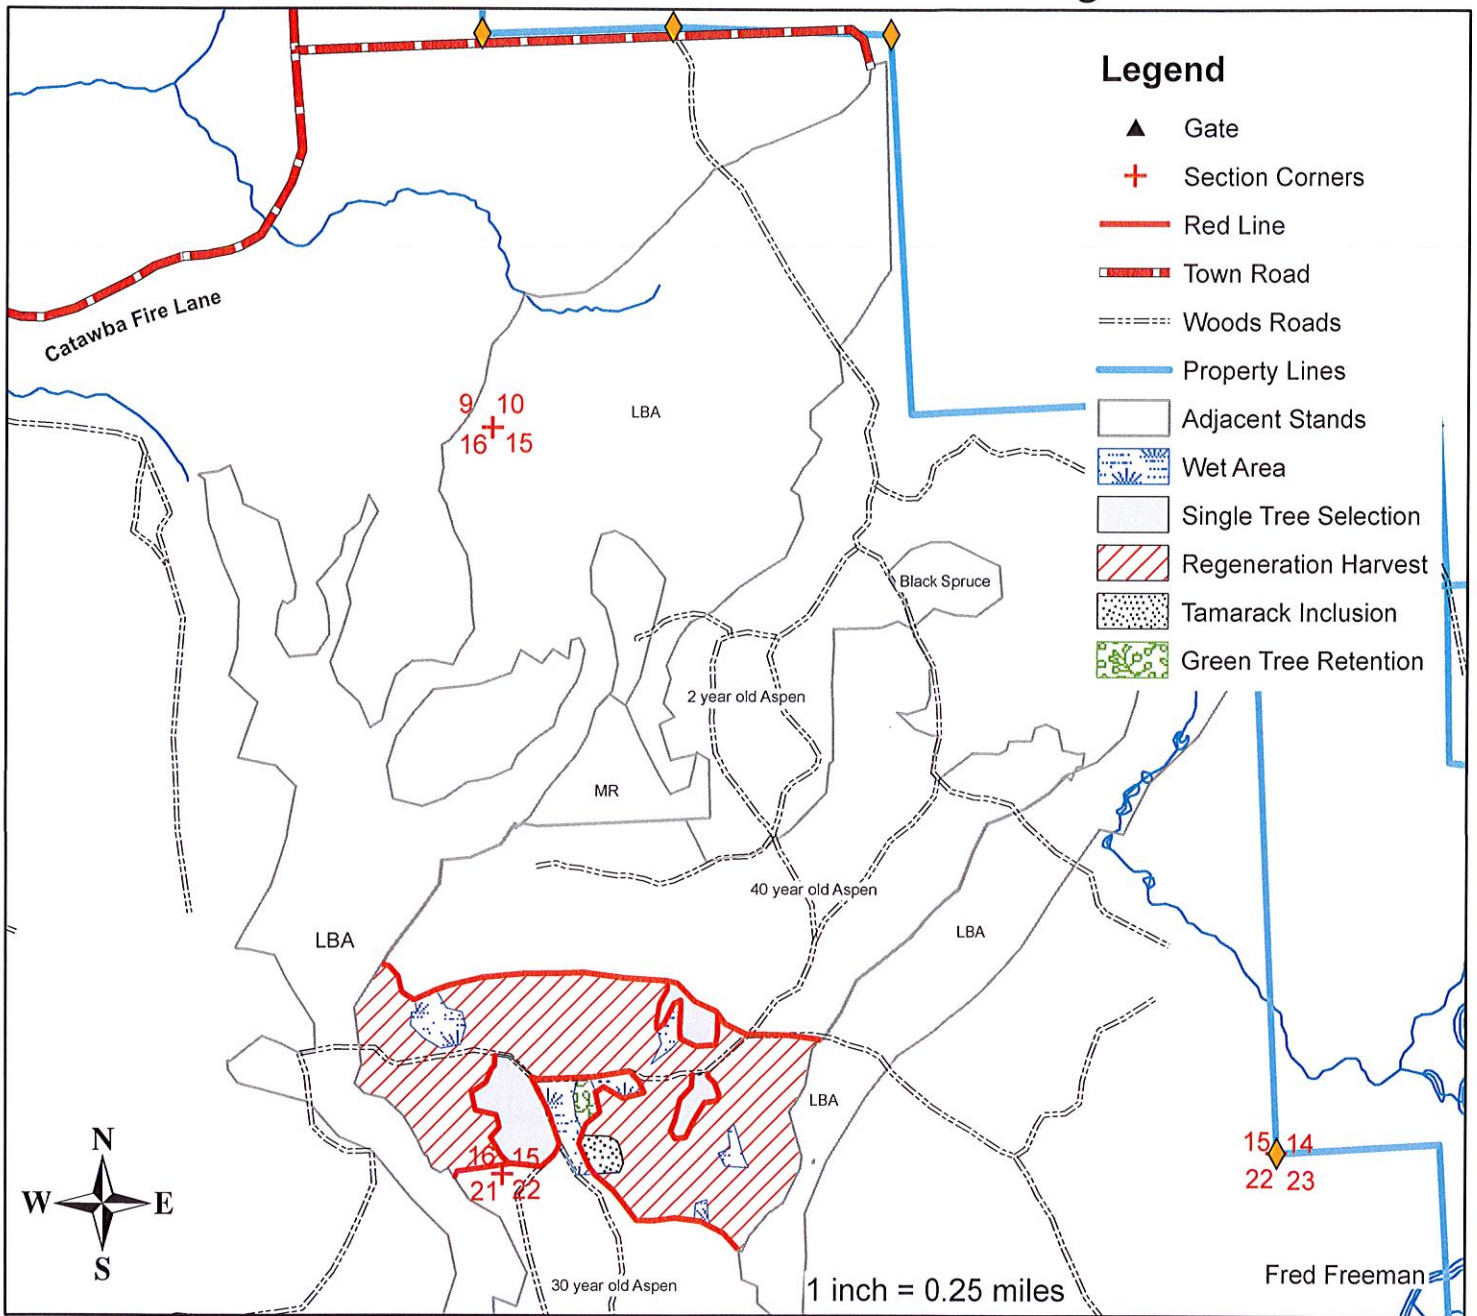 Legend
Gate
Section Corners
Red Line
Town Road
Woods Roads
Property Lines
Adjacent Stands
Wet Area
Single Tree Selection
Regeneration Harvest
Tamarack Inclusion
Green Tree Retention
Catawba Fire Lane
9 10
16 15
LBA
Black Spruce
2 year old Aspen
MR
40 year old Aspen
LBA
LBA
LBA
16 15
21 22
15 14
22 23
N
W E
S
30 year old Aspen
1 inch = 0.25 miles
Fred Freeman